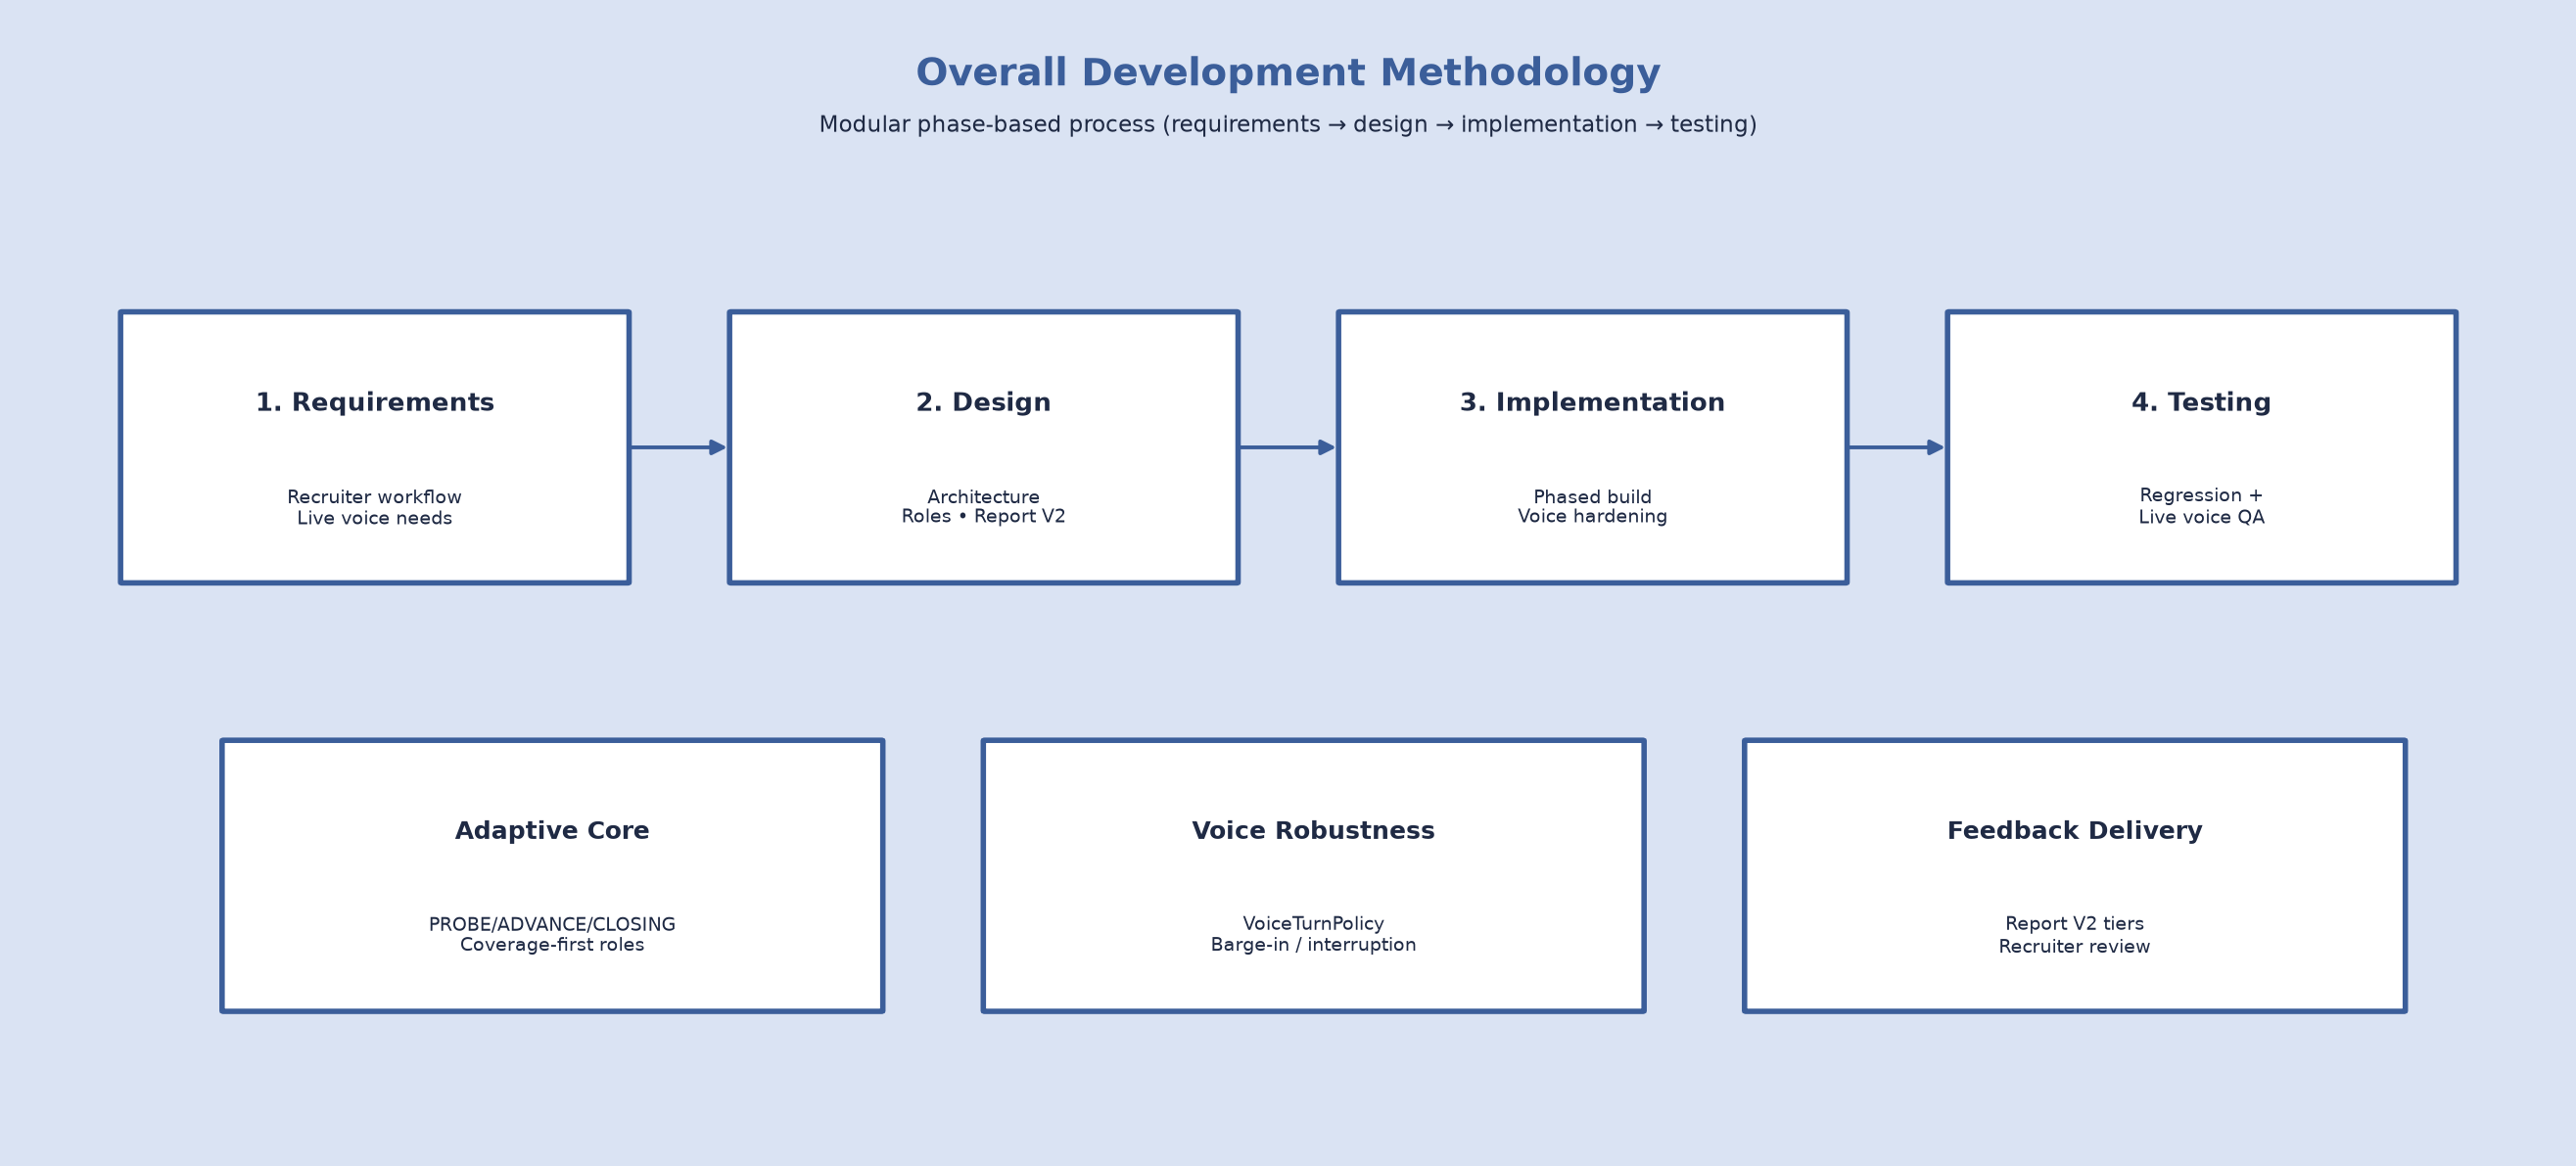 Overall Development Methodology
Modular phase-based process (requirements → design → implementation → testing)
1. Requirements
Recruiter workflow
Live voice needs
2. Design
Architecture
Roles • Report V2
3. Implementation
Phased build
Voice hardening
4. Testing
Regression +
Live voice QA
Adaptive Core
PROBE/ADVANCE/CLOSING
Coverage-first roles
Voice Robustness
VoiceTurnPolicy
Barge-in / interruption
Feedback Delivery
Report V2 tiers
Recruiter review